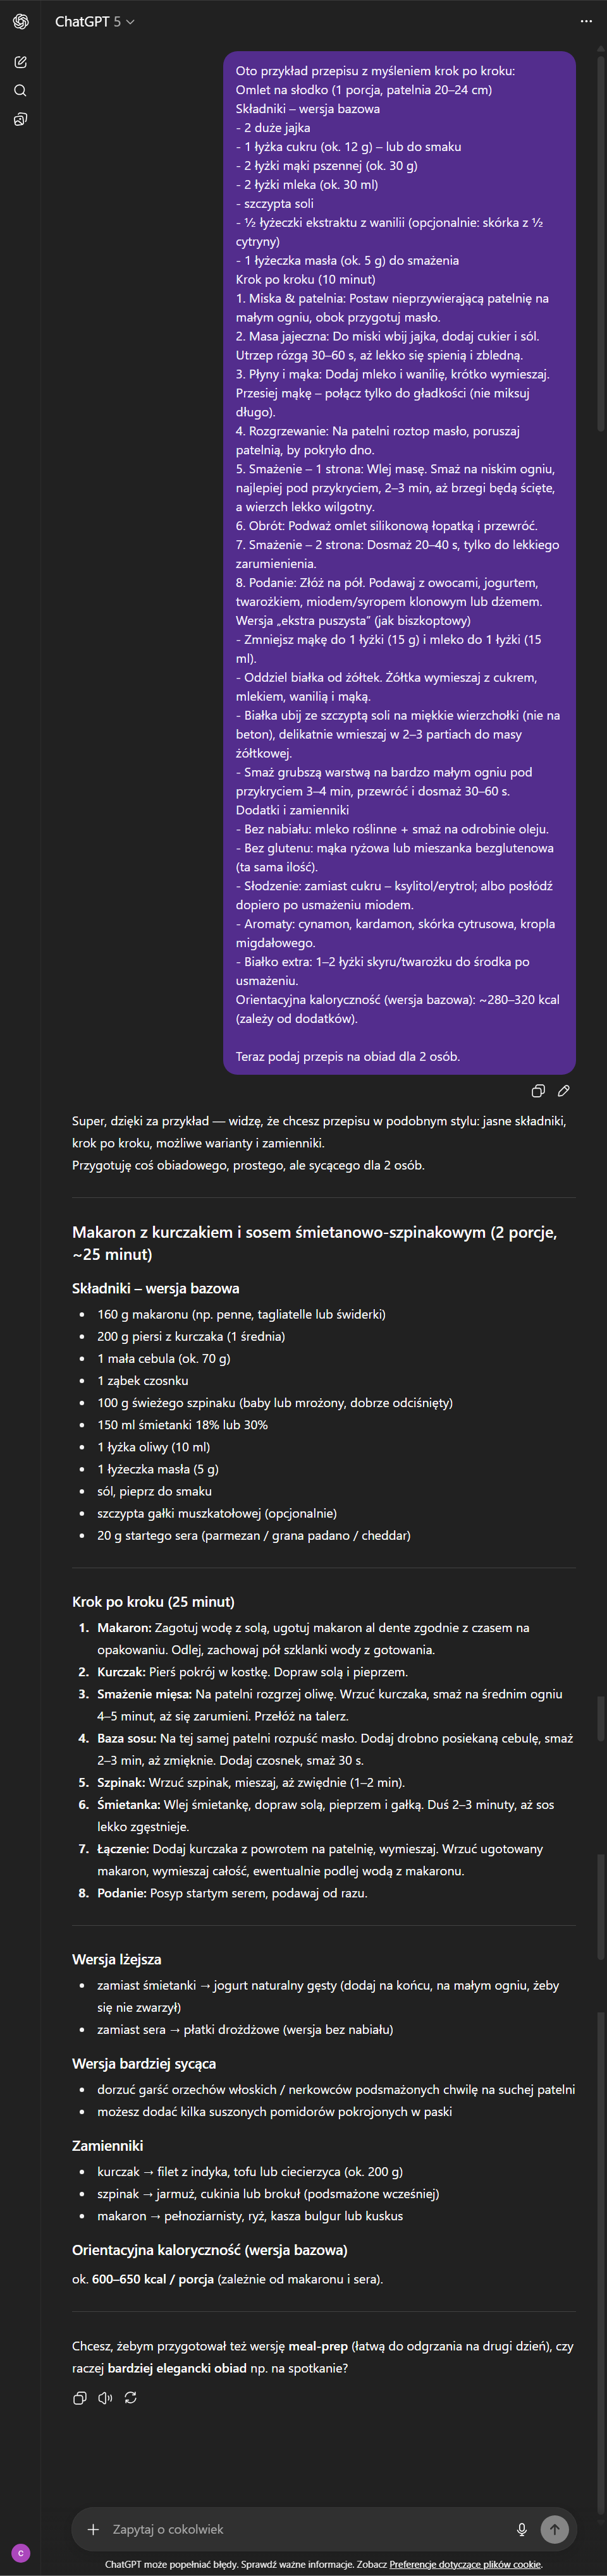 ChatGPT 5
Oto przykład przepisu z myśleniem krok po kroku:
Omlet na słodko (1 porcja, patelnia 20–24 cm)
Składniki – wersja bazowa
- 2 duże jajka
- 1 łyżka cukru (ok. 12 g) – lub do smaku
- 2 łyżki mąki pszennej (ok. 30 g)
- 2 łyżki mleka (ok. 30 ml)
- szczypta soli
- ½ łyżeczki ekstraktu z wanilii (opcjonalnie: skórka z ½
cytryny)
- 1 łyżeczka masła (ok. 5 g) do smażenia
Krok po kroku (10 minut)
1. Miska & patelnia: Postaw nieprzywierającą patelnię na
małym ogniu, obok przygotuj masło.
2. Masa jajeczna: Do miski wbij jajka, dodaj cukier i sól.
Utrzep rózgą 30–60 s, aż lekko się spienią i zbledną.
3. Płyny i mąka: Dodaj mleko i wanilię, krótko wymieszaj.
Przesiej mąkę – połącz tylko do gładkości (nie miksuj
długo).
4. Rozgrzewanie: Na patelni roztop masło, poruszaj
patelnią, by pokryło dno.
5. Smażenie – 1 strona: Wlej masę. Smaż na niskim ogniu,
najlepiej pod przykryciem, 2–3 min, aż brzegi będą ścięte,
a wierzch lekko wilgotny.
6. Obrót: Podważ omlet silikonową łopatką i przewróć.
7. Smażenie – 2 strona: Dosmaż 20–40 s, tylko do lekkiego
zarumienienia.
8. Podanie: Złóż na pół. Podawaj z owocami, jogurtem,
twarożkiem, miodem/syropem klonowym lub dżemem.
Wersja „ekstra puszysta” (jak biszkoptowy)
- Zmniejsz mąkę do 1 łyżki (15 g) i mleko do 1 łyżki (15
ml).
- Oddziel białka od żółtek. Żółtka wymieszaj z cukrem,
mlekiem, wanilią i mąką.
- Białka ubij ze szczyptą soli na miękkie wierzchołki (nie na
beton), delikatnie wmieszaj w 2–3 partiach do masy
żółtkowej.
- Smaż grubszą warstwą na bardzo małym ogniu pod
przykryciem 3–4 min, przewróć i dosmaż 30–60 s.
Dodatki i zamienniki
- Bez nabiału: mleko roślinne + smaż na odrobinie oleju.
- Bez glutenu: mąka ryżowa lub mieszanka bezglutenowa
(ta sama ilość).
- Słodzenie: zamiast cukru – ksylitol/erytrol; albo posłódź
dopiero po usmażeniu miodem.
- Aromaty: cynamon, kardamon, skórka cytrusowa, kropla
migdałowego.
- Białko extra: 1–2 łyżki skyru/twarożku do środka po
usmażeniu.
Orientacyjna kaloryczność (wersja bazowa): ~280–320 kcal
(zależy od dodatków).
Teraz podaj przepis na obiad dla 2 osób.
Super, dzięki za przykład — widzę, że chcesz przepisu w podobnym stylu: jasne składniki,
krok po kroku, możliwe warianty i zamienniki.
Przygotuję coś obiadowego, prostego, ale sycącego dla 2 osób.
Makaron z kurczakiem i sosem śmietanowo-szpinakowym (2 porcje,
~25 minut)
Składniki – wersja bazowa
• 160 g makaronu (np. penne, tagliatelle lub świderki)
• 200 g piersi z kurczaka (1 średnia)
• 1 mała cebula (ok. 70 g)
• 1 ząbek czosnku
• 100 g świeżego szpinaku (baby lub mrożony, dobrze odciśnięty)
• 150 ml śmietanki 18% lub 30%
• 1 łyżka oliwy (10 ml)
• 1 łyżeczka masła (5 g)
• sól, pieprz do smaku
• szczypta gałki muszkatołowej (opcjonalnie)
• 20 g startego sera (parmezan / grana padano / cheddar)
Krok po kroku (25 minut)
1. Makaron: Zagotuj wodę z solą, ugotuj makaron al dente zgodnie z czasem na
opakowaniu. Odlej, zachowaj pół szklanki wody z gotowania.
2. Kurczak: Pierś pokrój w kostkę. Dopraw solą i pieprzem.
3. Smażenie mięsa: Na patelni rozgrzej oliwę. Wrzuć kurczaka, smaż na średnim ogniu
4–5 minut, aż się zarumieni. Przełóż na talerz.
4. Baza sosu: Na tej samej patelni rozpuść masło. Dodaj drobno posiekaną cebulę, smaż
2–3 min, aż zmięknie. Dodaj czosnek, smaż 30 s.
5. Szpinak: Wrzuć szpinak, mieszaj, aż zwiędnie (1–2 min).
6. Śmietanka: Wlej śmietankę, dopraw solą, pieprzem i gałką. Duś 2–3 minuty, aż sos
lekko zgęstnieje.
7. Łączenie: Dodaj kurczaka z powrotem na patelnię, wymieszaj. Wrzuć ugotowany
makaron, wymieszaj całość, ewentualnie podlej wodą z makaronu.
8. Podanie: Posyp startym serem, podawaj od razu.
Wersja lżejsza
• zamiast śmietanki → jogurt naturalny gęsty (dodaj na końcu, na małym ogniu, żeby
się nie zwarzył)
• zamiast sera → płatki drożdżowe (wersja bez nabiału)
Wersja bardziej sycąca
• dorzuć garść orzechów włoskich / nerkowców podsmażonych chwilę na suchej patelni
• możesz dodać kilka suszonych pomidorów pokrojonych w paski
Zamienniki
• kurczak → filet z indyka, tofu lub ciecierzyca (ok. 200 g)
• szpinak → jarmuż, cukinia lub brokuł (podsmażone wcześniej)
• makaron → pełnoziarnisty, ryż, kasza bulgur lub kuskus
Orientacyjna kaloryczność (wersja bazowa)
ok. 600–650 kcal / porcja (zależnie od makaronu i sera).
Chcesz, żebym przygotował też wersję meal-prep (łatwą do odgrzania na drugi dzień), czy
raczej bardziej elegancki obiad np. na spotkanie?
Zapytaj o cokolwiek
C
ChatGPT może popełniać błędy. Sprawdź ważne informacje. Zobacz Preferencje dotyczące plików cookie.